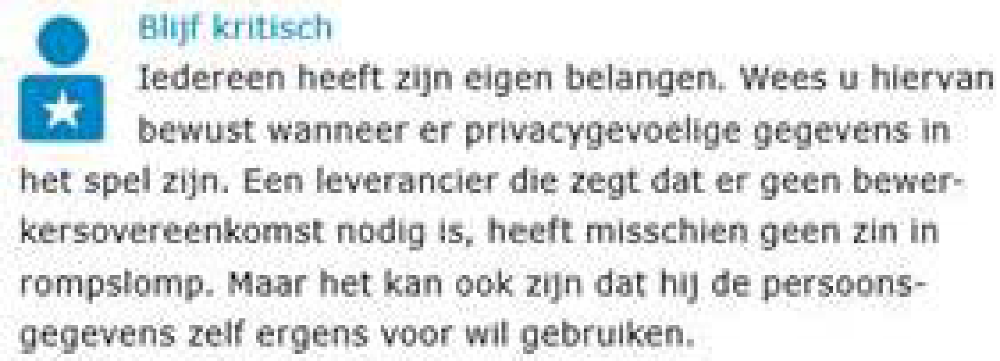 Blijf kritisch
Iedereen heeft zijn eigen belangen. Wees u hiervan
bewust wanneer er privacygevoelige gegevens in
het spel zijn. Een leverancier die zegt dat er geen bewer-
kersovereenkomst nodig is, heeft misschien geen zin in
rompslomp. Maar het kan ook zijn dat hij de persoons-
gegevens zelf ergens voor wil gebruiken.